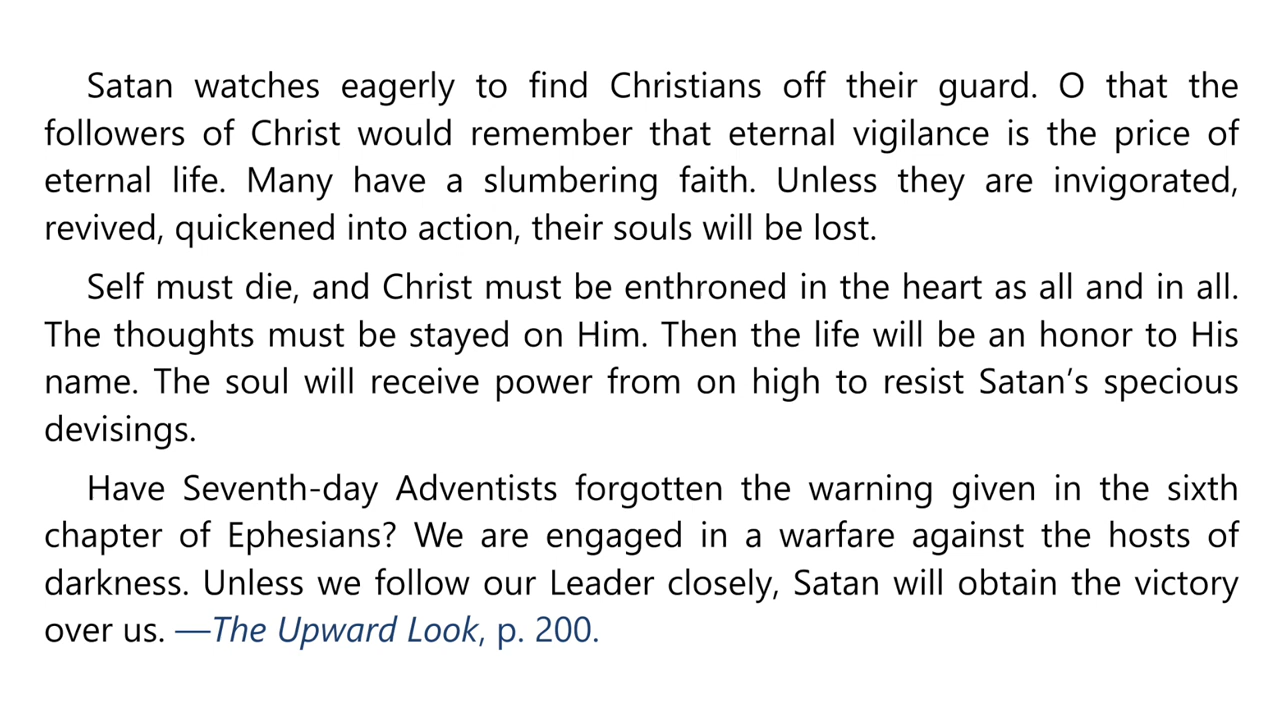 Satan watches eagerly to find Christians off their guard. O that the
followers of Christ would remember that eternal vigilance is the price of
eternal life. Many have a slumbering faith. Unless they are invigorated,
revived, quickened into action, their souls will be lost.
Self must die, and Christ must be enthroned in the heart as all and in all.
The thoughts must be stayed on Him. Then the life will be an honor to His
name. The soul will receive power from on high to resist Satan’s specious
devisings.
Have Seventh-day Adventists forgotten the warning given in the sixth
chapter of Ephesians? We are engaged in a warfare against the hosts of
darkness. Unless we follow our Leader closely, Satan will obtain the victory
over us. —The Upward Look, p. 200.